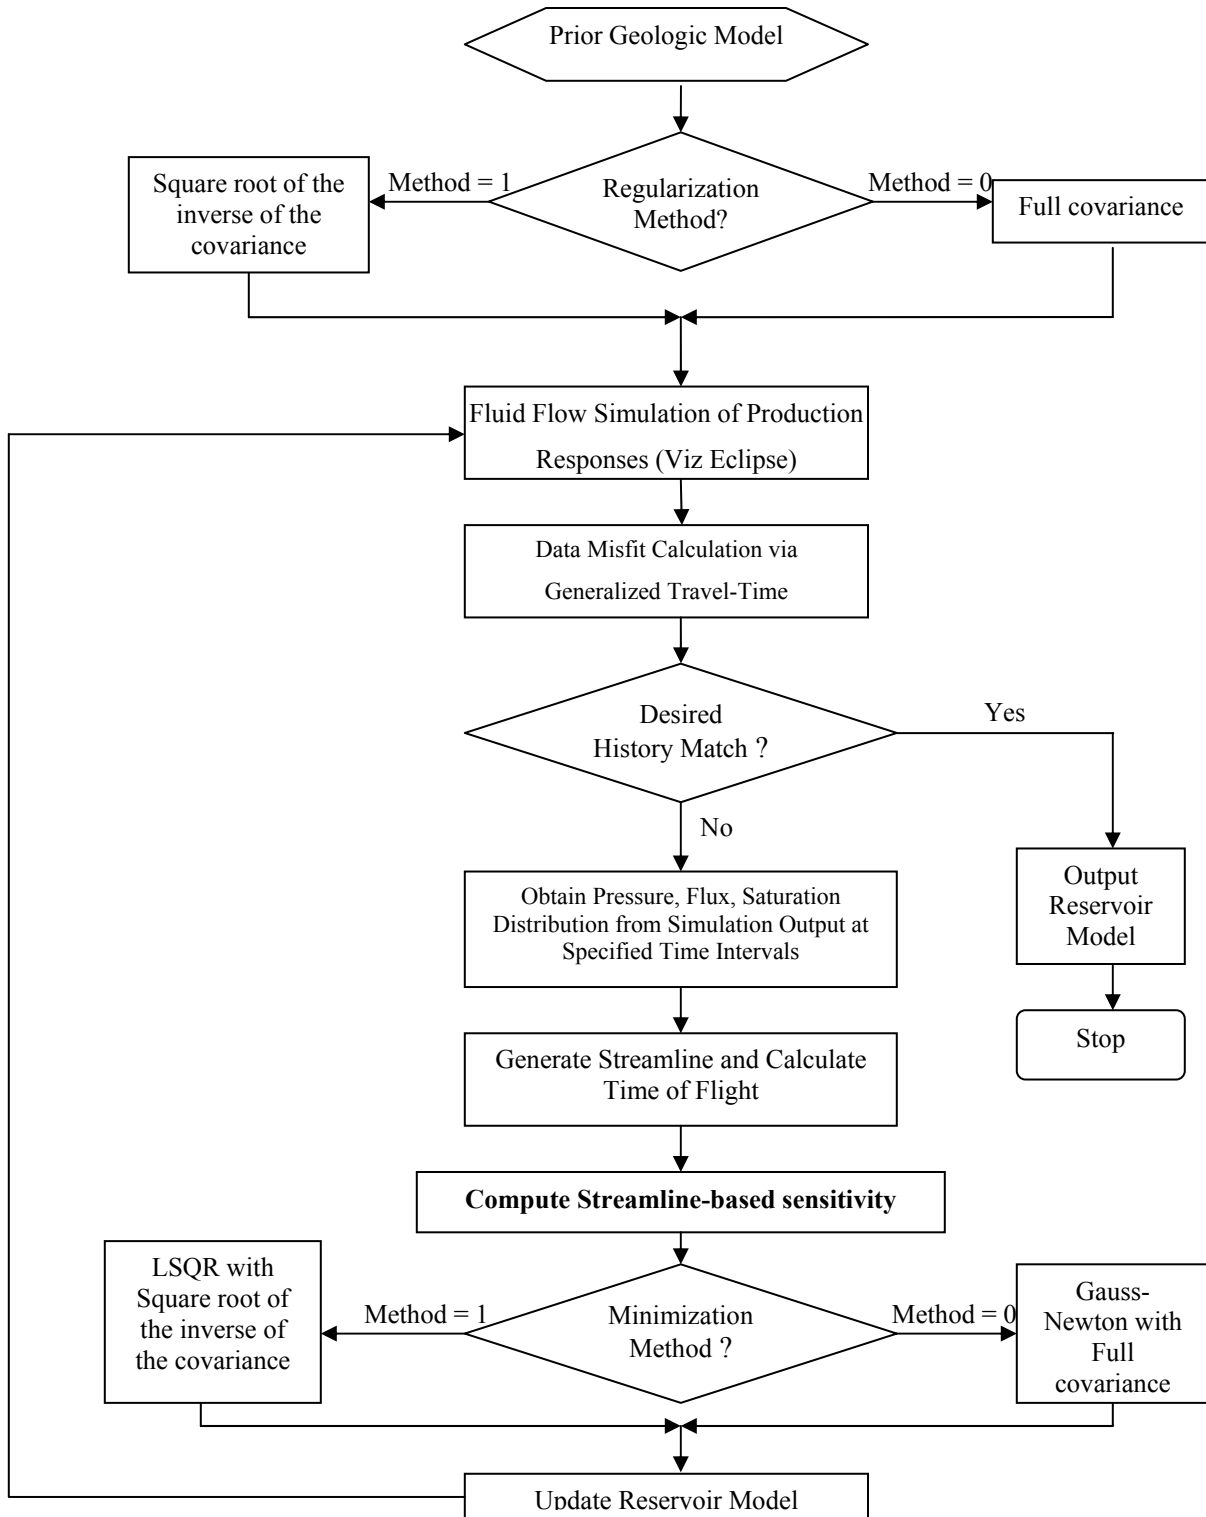 Prior Geologic Model
Method = 1
Regularization
Method?
Method = 0
Square root of the
inverse of the
covariance
Full covariance
Fluid Flow Simulation of Production
Responses (Viz Eclipse)
Data Misfit Calculation via
Generalized Travel-Time
Desired
History Match ?
Yes
No
Output
Reservoir
Model
Obtain Pressure, Flux, Saturation
Distribution from Simulation Output at
Specified Time Intervals
Stop
Generate Streamline and Calculate
Time of Flight
Compute Streamline-based sensitivity
LSQR with
Square root of
the inverse of
the covariance
Method = 1
Minimization
Method ?
Method = 0
Gauss-
Newton with
Full
covariance
Update Reservoir Model